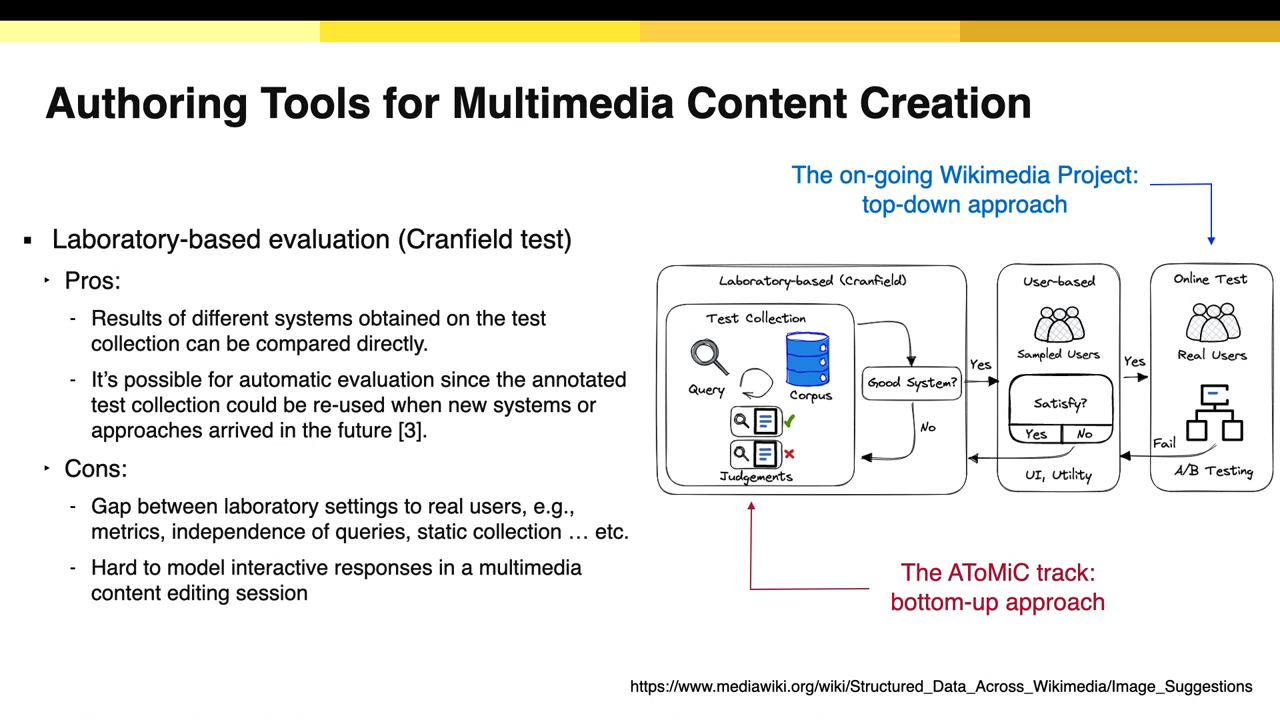 Authoring Tools for Multimedia Content Creation
The on-going Wikimedia Project:
top-down approach
▪ Laboratory-based evaluation (Cranfield test)
‣ Pros:
- Results of different systems obtained on the test
collection can be compared directly.
- It’s possible for automatic evaluation since the annotated
test collection could be re-used when new systems or
approaches arrived in the future [3].
‣ Cons:
- Gap between laboratory settings to real users, e.g.,
metrics, independence of queries, static collection … etc.
- Hard to model interactive responses in a multimedia
content editing session
Laboratory-based (Cranfield)
Test Collection
Query
Corpus
Judgements
Good System?
Yes
No
User-based
Sampled Users
Satisfy?
Yes
No
UI, Utility
Yes
Fail
Online Test
Real Users
A/B Testing
The AToMiC track:
bottom-up approach
https://www.mediawiki.org/wiki/Structured_Data_Across_Wikimedia/Image_Suggestions